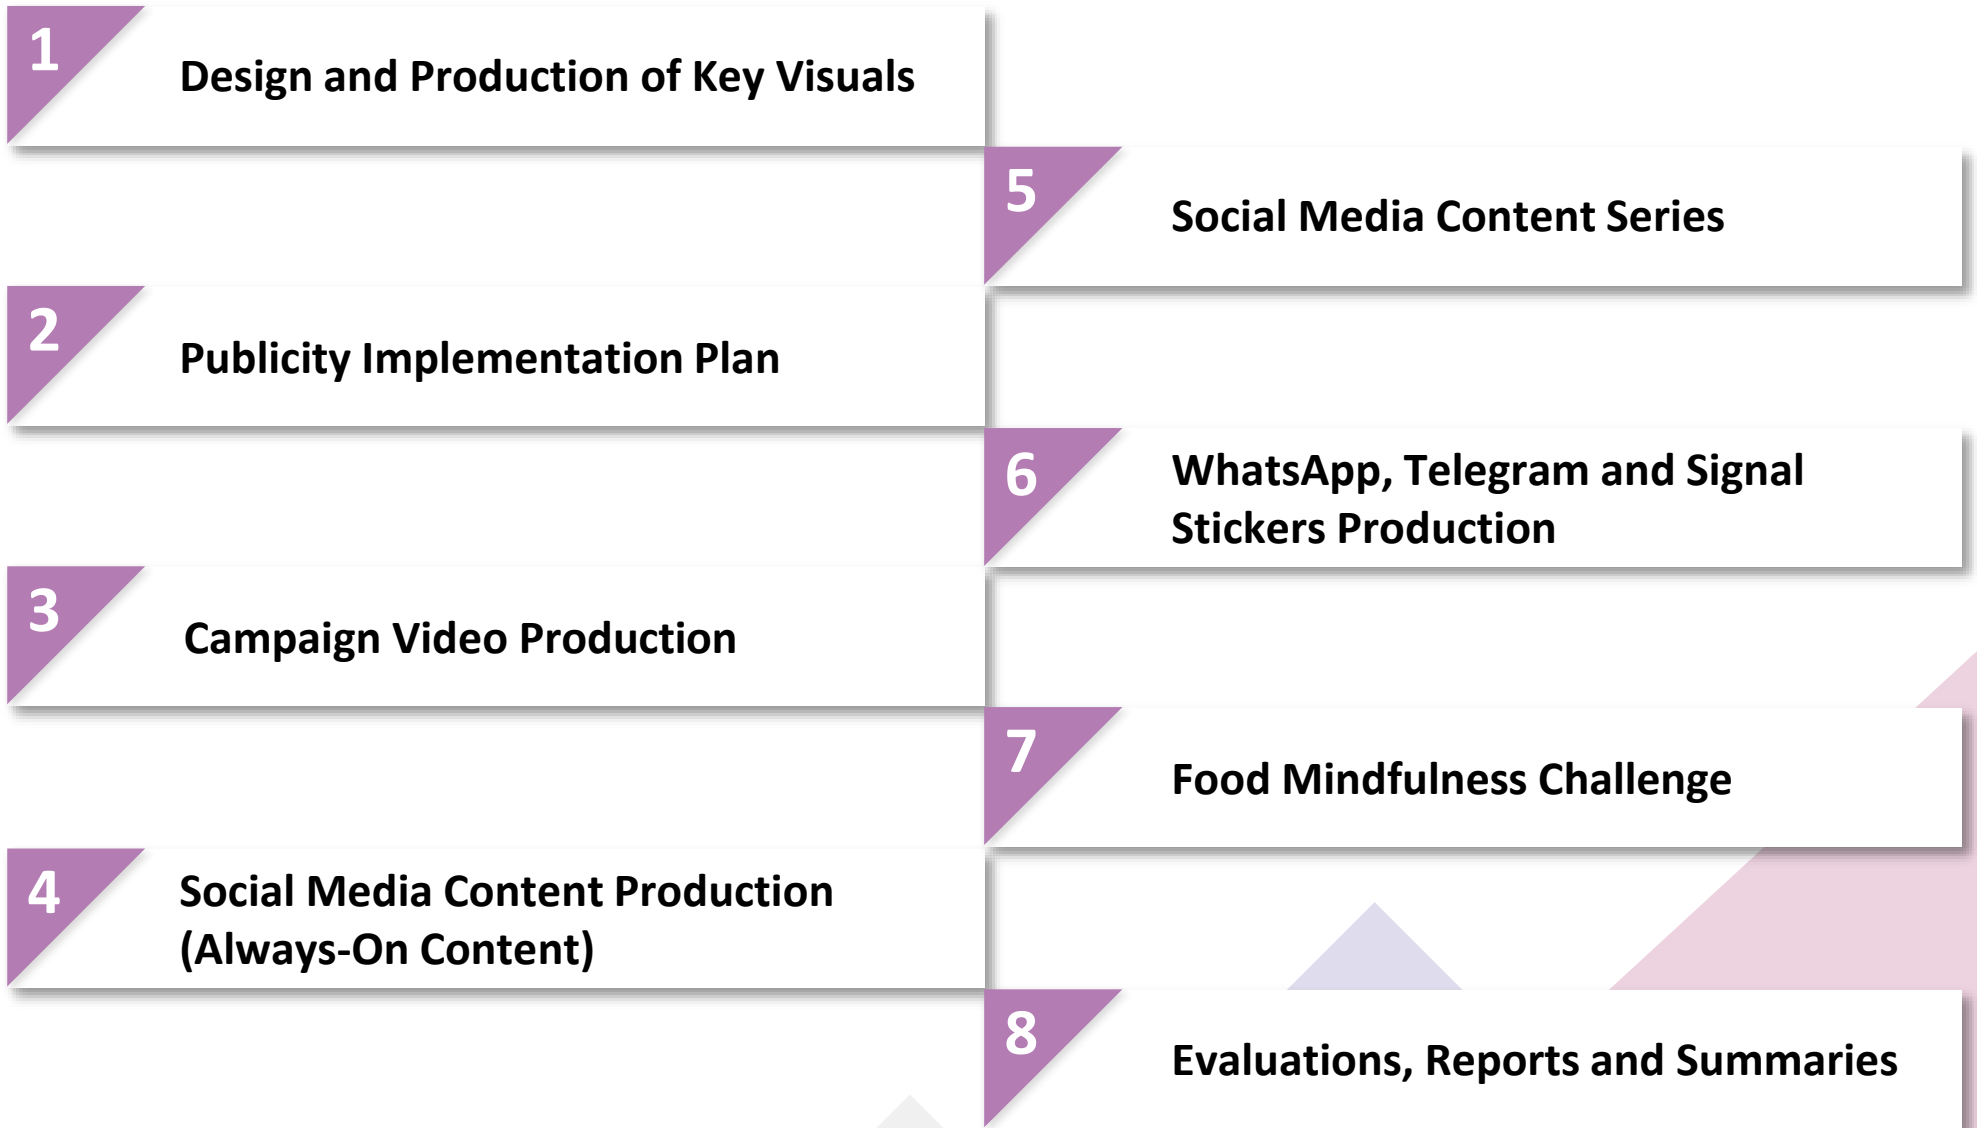 1
Design and Production of Key Visuals
2
Publicity Implementation Plan
3
Campaign Video Production
4
Social Media Content Production
(Always-On Content)
5
Social Media Content Series
6
WhatsApp, Telegram and Signal
Stickers Production
7
Food Mindfulness Challenge
8
Evaluations, Reports and Summaries